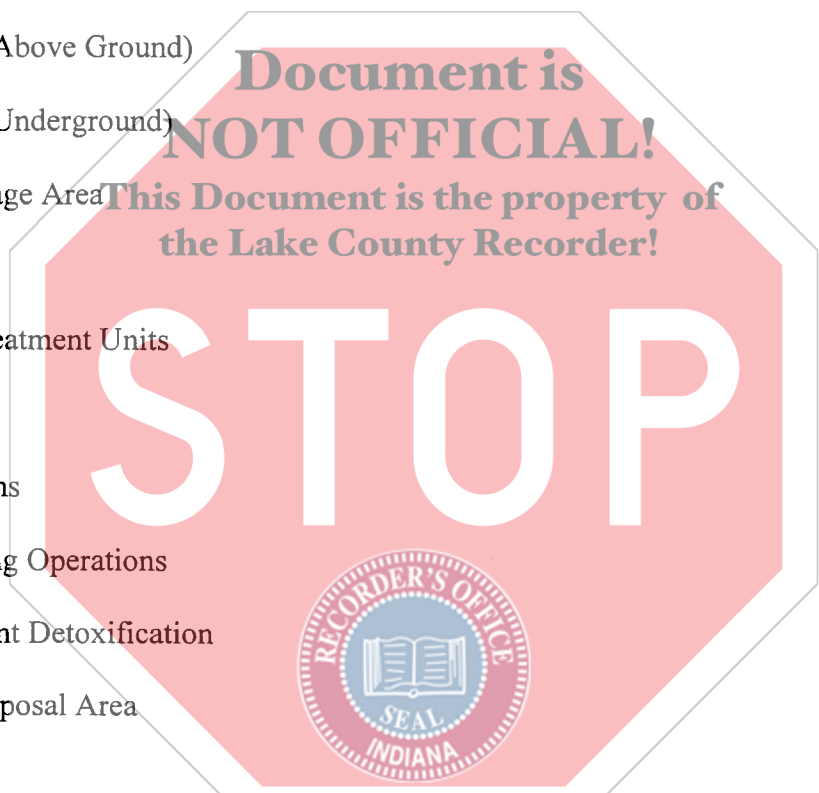 Above Ground)
Document is
Underground)
NOT OFFICIAL!
age Area
This Document is the property of
the Lake County Recorder!
eatment Units
STOP
ns
g Operations
RECORDER'S OFFICE
nt Detoxification
SEAL
posal Area
INDIANA